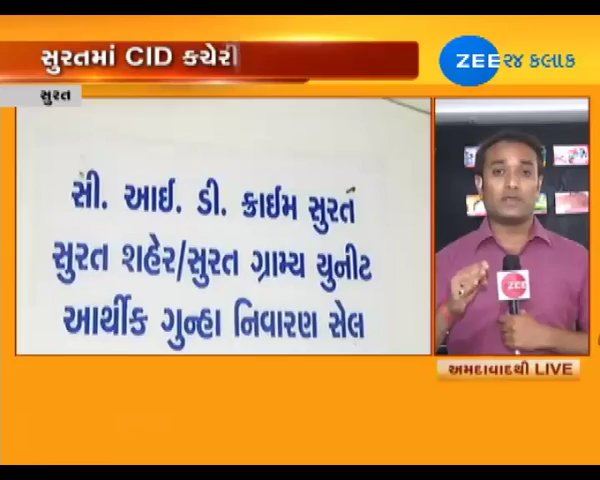 સુરતમાં CID કચેરી
ZEE ૨૪ કલાક
સુરત
સી. આઈ. ડી. ક્રાઈમ સુરત
સુરત શહેર/સુરત ગ્રામ્ય યુનીટ
આર્થીક ગુન્હા નિવારણ સેલ
ZEE
અમદાવાદથી LIVE